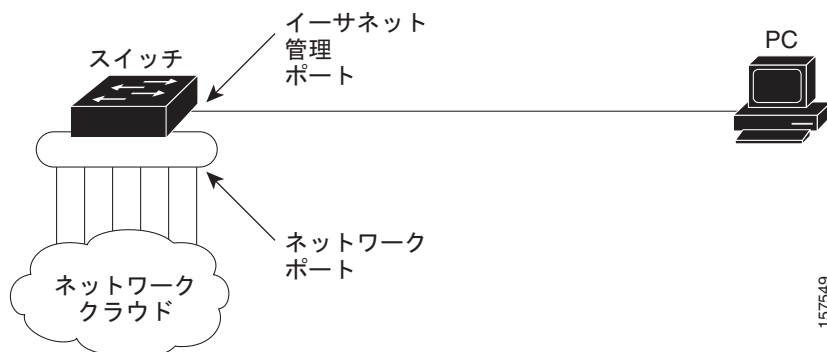 イーサネット
管理
ポート
スイッチ
PC
ネットワーク
ポート
ネットワーク
クラウド
157549